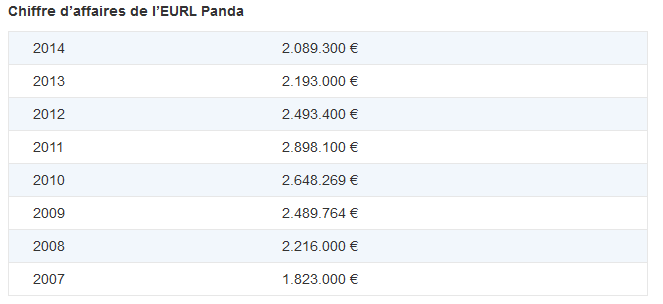 Chiffre d’affaires de l’EURL Panda
2014 2.089.300 €
2013 2.193.000 €
2012 2.493.400 €
2011 2.898.100 €
2010 2.648.269 €
2009 2.489.764 €
2008 2.216.000 €
2007 1.823.000 €